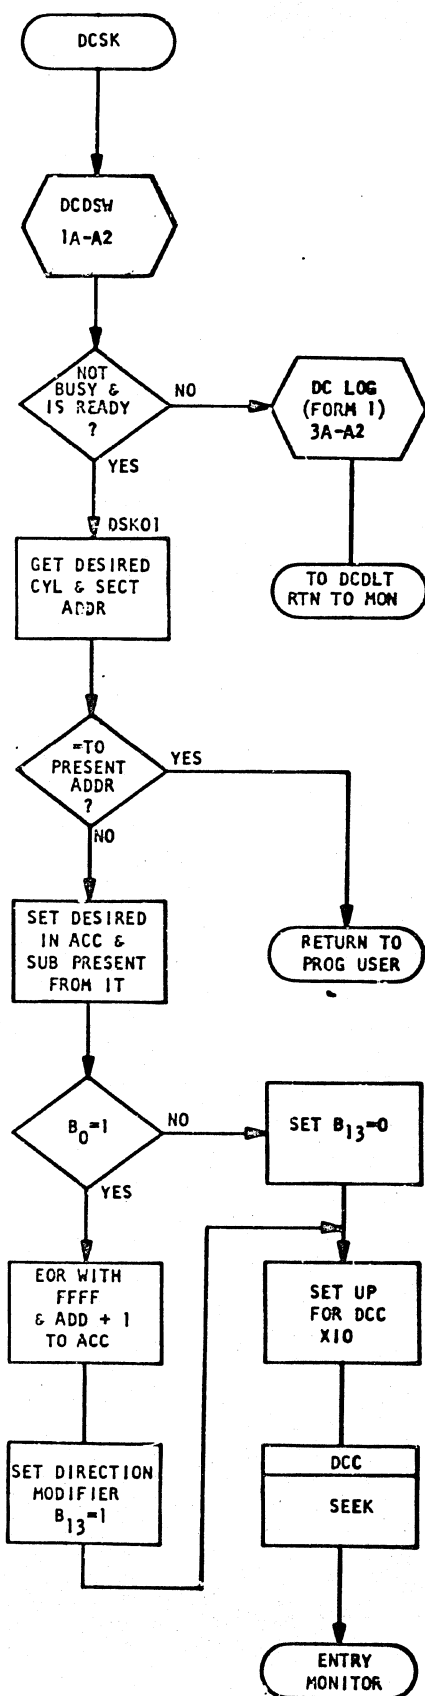 DCSK
DCDSW
1A-A2
NOT
BUSY &
IS READY
?
NO
YES
DC LOG
(FORM 1)
3A-A2
TO DCDLT
RTN TO MON
DSK01
GET DESIRED
CYL & SECT
ADDR
=TO
PRESENT
ADDR
?
YES
NO
RETURN TO
PROG USER
SET DESIRED
IN ACC &
SUB PRESENT
FROM IT
B0=1
NO
YES
SET B13=0
EOR WITH
FFFF
& ADD + 1
TO ACC
SET DIRECTION
MODIFIER
B13=1
SET UP
FOR DCC
XIO
DCC
SEEK
ENTRY
MONITOR